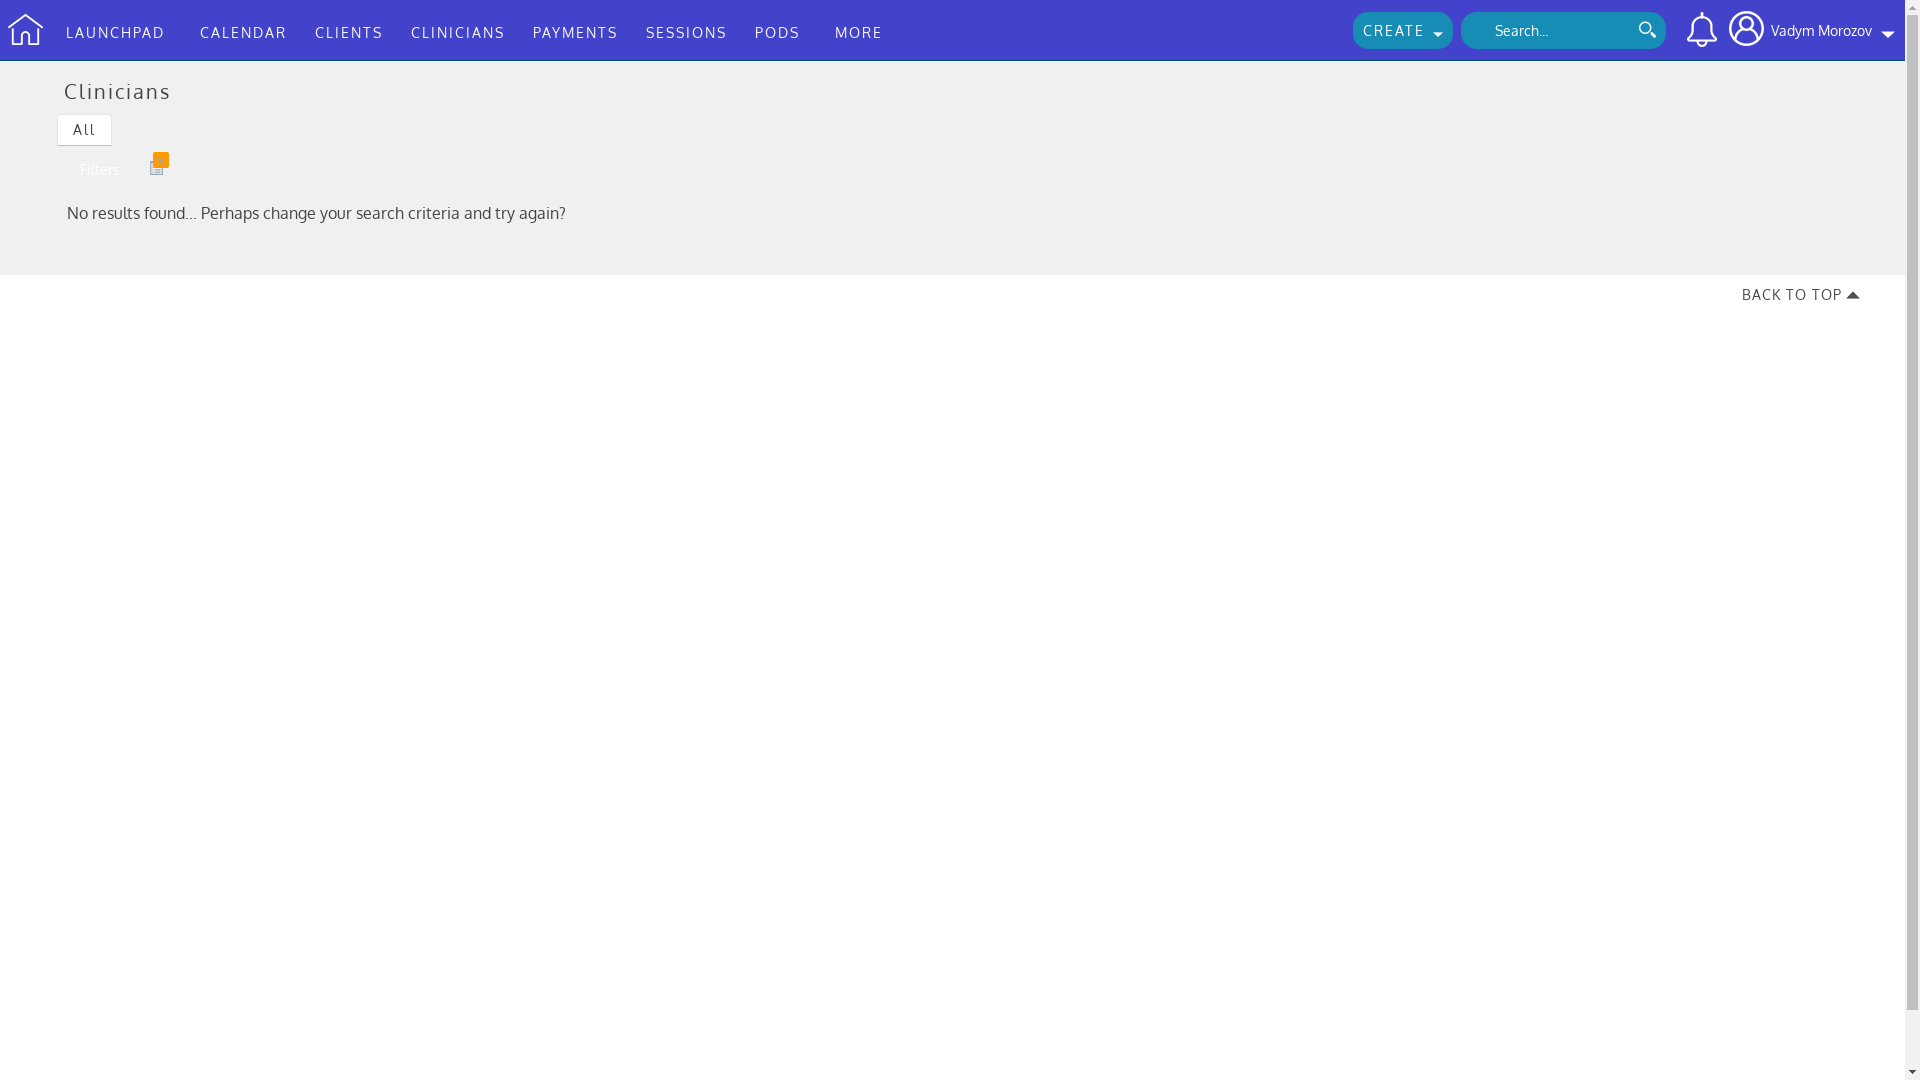 LAUNCHPAD CALENDAR CLIENTS CLINICIANS PAYMENTS SESSIONS PODS MORE CREATE Search... Vadym Morozov
Clinicians
All
Filters
No results found... Perhaps change your search criteria and try again?
BACK TO TOP